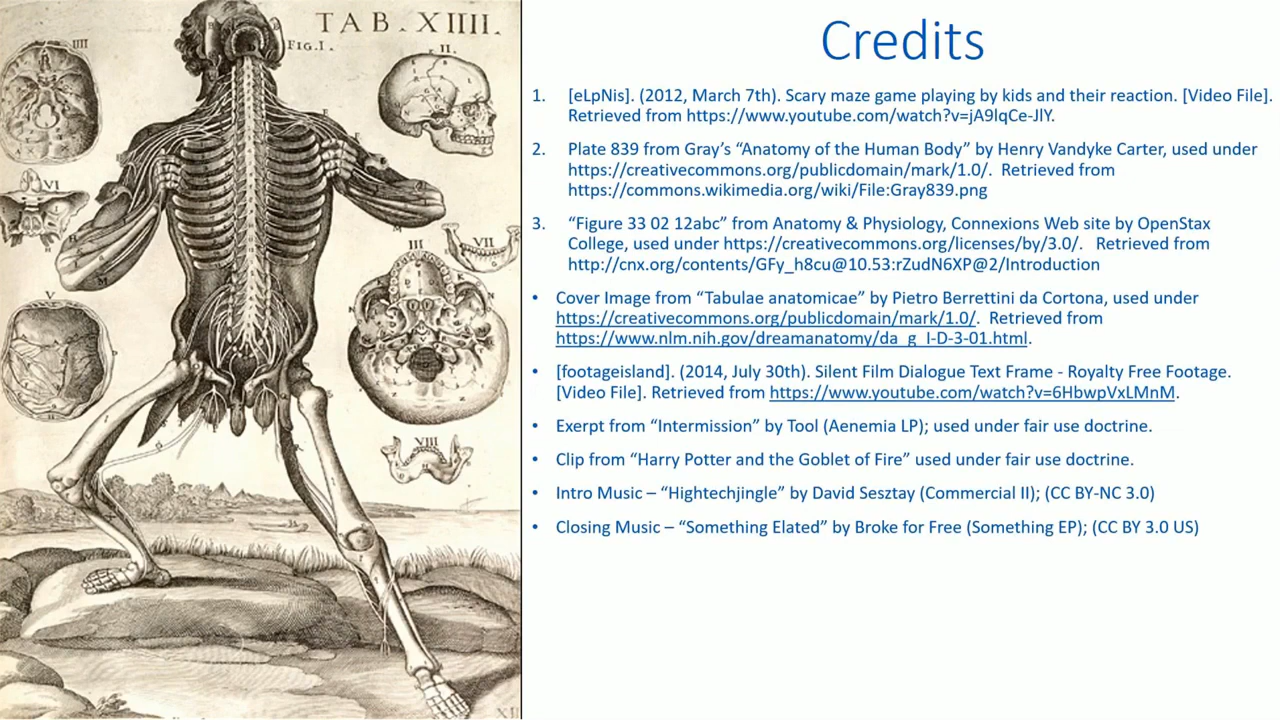 TAB. XIIII.
FIG. I.
IIII
II.
VI
III
VII
V
VIII
Credits
1. [eLpNis]. (2012, March 7th). Scary maze game playing by kids and their reaction. [Video File].
Retrieved from https://www.youtube.com/watch?v=jA9lqCe-JlY.
2. Plate 839 from Gray’s “Anatomy of the Human Body” by Henry Vandyke Carter, used under
https://creativecommons.org/publicdomain/mark/1.0/. Retrieved from
https://commons.wikimedia.org/wiki/File:Gray839.png
3. “Figure 33 02 12abc” from Anatomy & Physiology, Connexions Web site by OpenStax
College, used under https://creativecommons.org/licenses/by/3.0/. Retrieved from
http://cnx.org/contents/GFy_h8cu@10.53:rZudN6XP@2/Introduction
• Cover Image from “Tabulae anatomicae” by Pietro Berrettini da Cortona, used under
https://creativecommons.org/publicdomain/mark/1.0/. Retrieved from
https://www.nlm.nih.gov/dreamanatomy/da_g_I-D-3-01.html.
• [footageisland]. (2014, July 30th). Silent Film Dialogue Text Frame - Royalty Free Footage.
[Video File]. Retrieved from https://www.youtube.com/watch?v=6HbwpVxLMnM.
• Exerpt from “Intermission” by Tool (Aenemia LP); used under fair use doctrine.
• Clip from “Harry Potter and the Goblet of Fire” used under fair use doctrine.
• Intro Music – “Hightechjingle” by David Sesztay (Commercial II); (CC BY-NC 3.0)
• Closing Music – “Something Elated” by Broke for Free (Something EP); (CC BY 3.0 US)